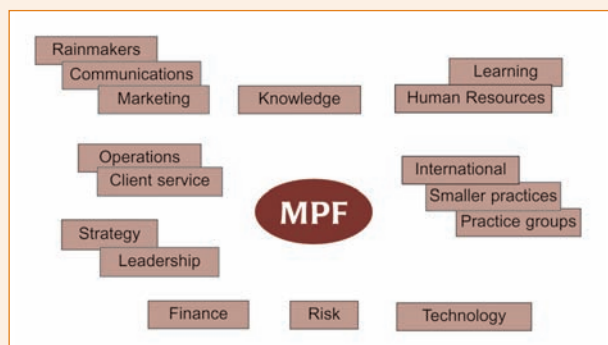 Rainmakers
Communications
Marketing
Knowledge
Learning
Human Resources
Operations
Client service
International
Smaller practices
Practice groups
MPF
Strategy
Leadership
Finance
Risk
Technology